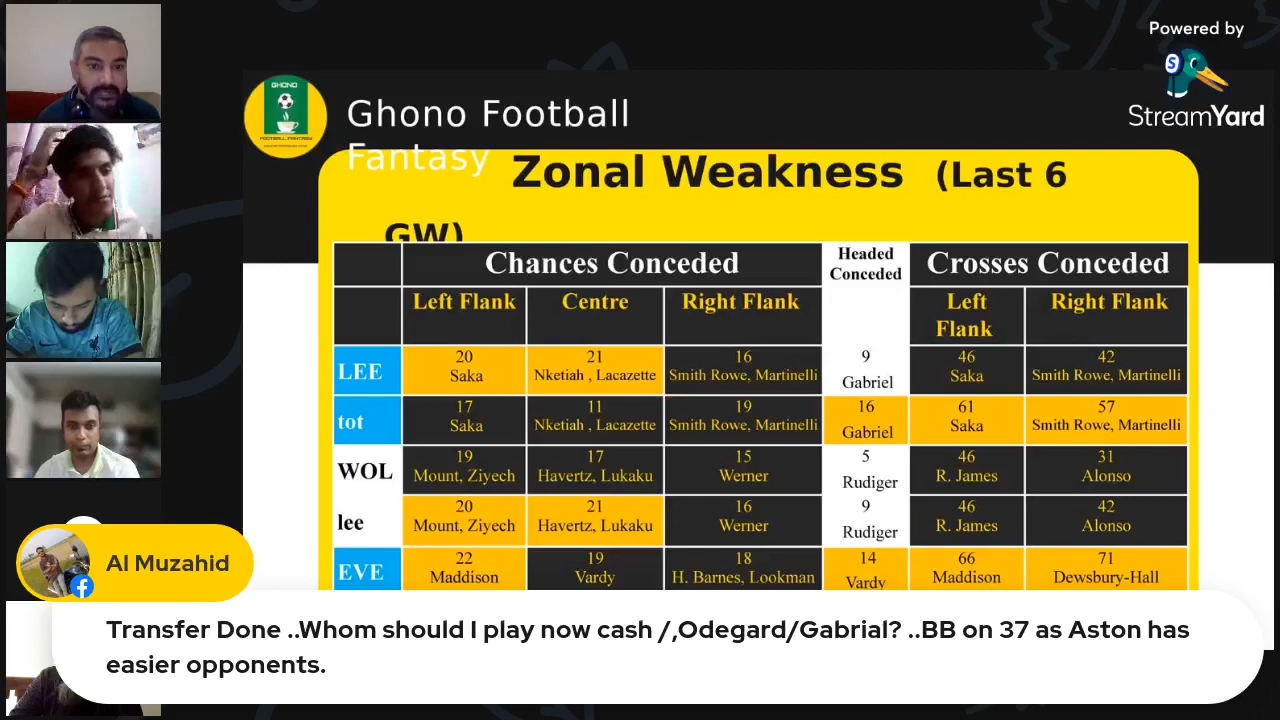 Powered by
StreamYard
GHONO
FOOTBALL FANTASY
Ghono Football
Fantasy
Zonal Weakness (Last 6
GW)
Chances Conceded
Headed
Conceded
Crosses Conceded
Left Flank
Centre
Right Flank
Left
Flank
Right Flank
LEE
20
Saka
21
Nketiah , Lacazette
16
Smith Rowe, Martinelli
9
Gabriel
46
Saka
42
Smith Rowe, Martinelli
tot
17
Saka
11
Nketiah , Lacazette
19
Smith Rowe, Martinelli
16
Gabriel
61
Saka
57
Smith Rowe, Martinelli
WOL
19
Mount, Ziyech
17
Havertz, Lukaku
15
Werner
5
Rudiger
46
R. James
31
Alonso
lee
20
Mount, Ziyech
21
Havertz, Lukaku
16
Werner
9
Rudiger
46
R. James
42
Alonso
EVE
22
Maddison
19
Vardy
18
H. Barnes, Lookman
14
Vardy
66
Maddison
71
Dewsbury-Hall
Al Muzahid
Transfer Done ..Whom should I play now cash /,Odegard/Gabrial? ..BB on 37 as Aston has
easier opponents.